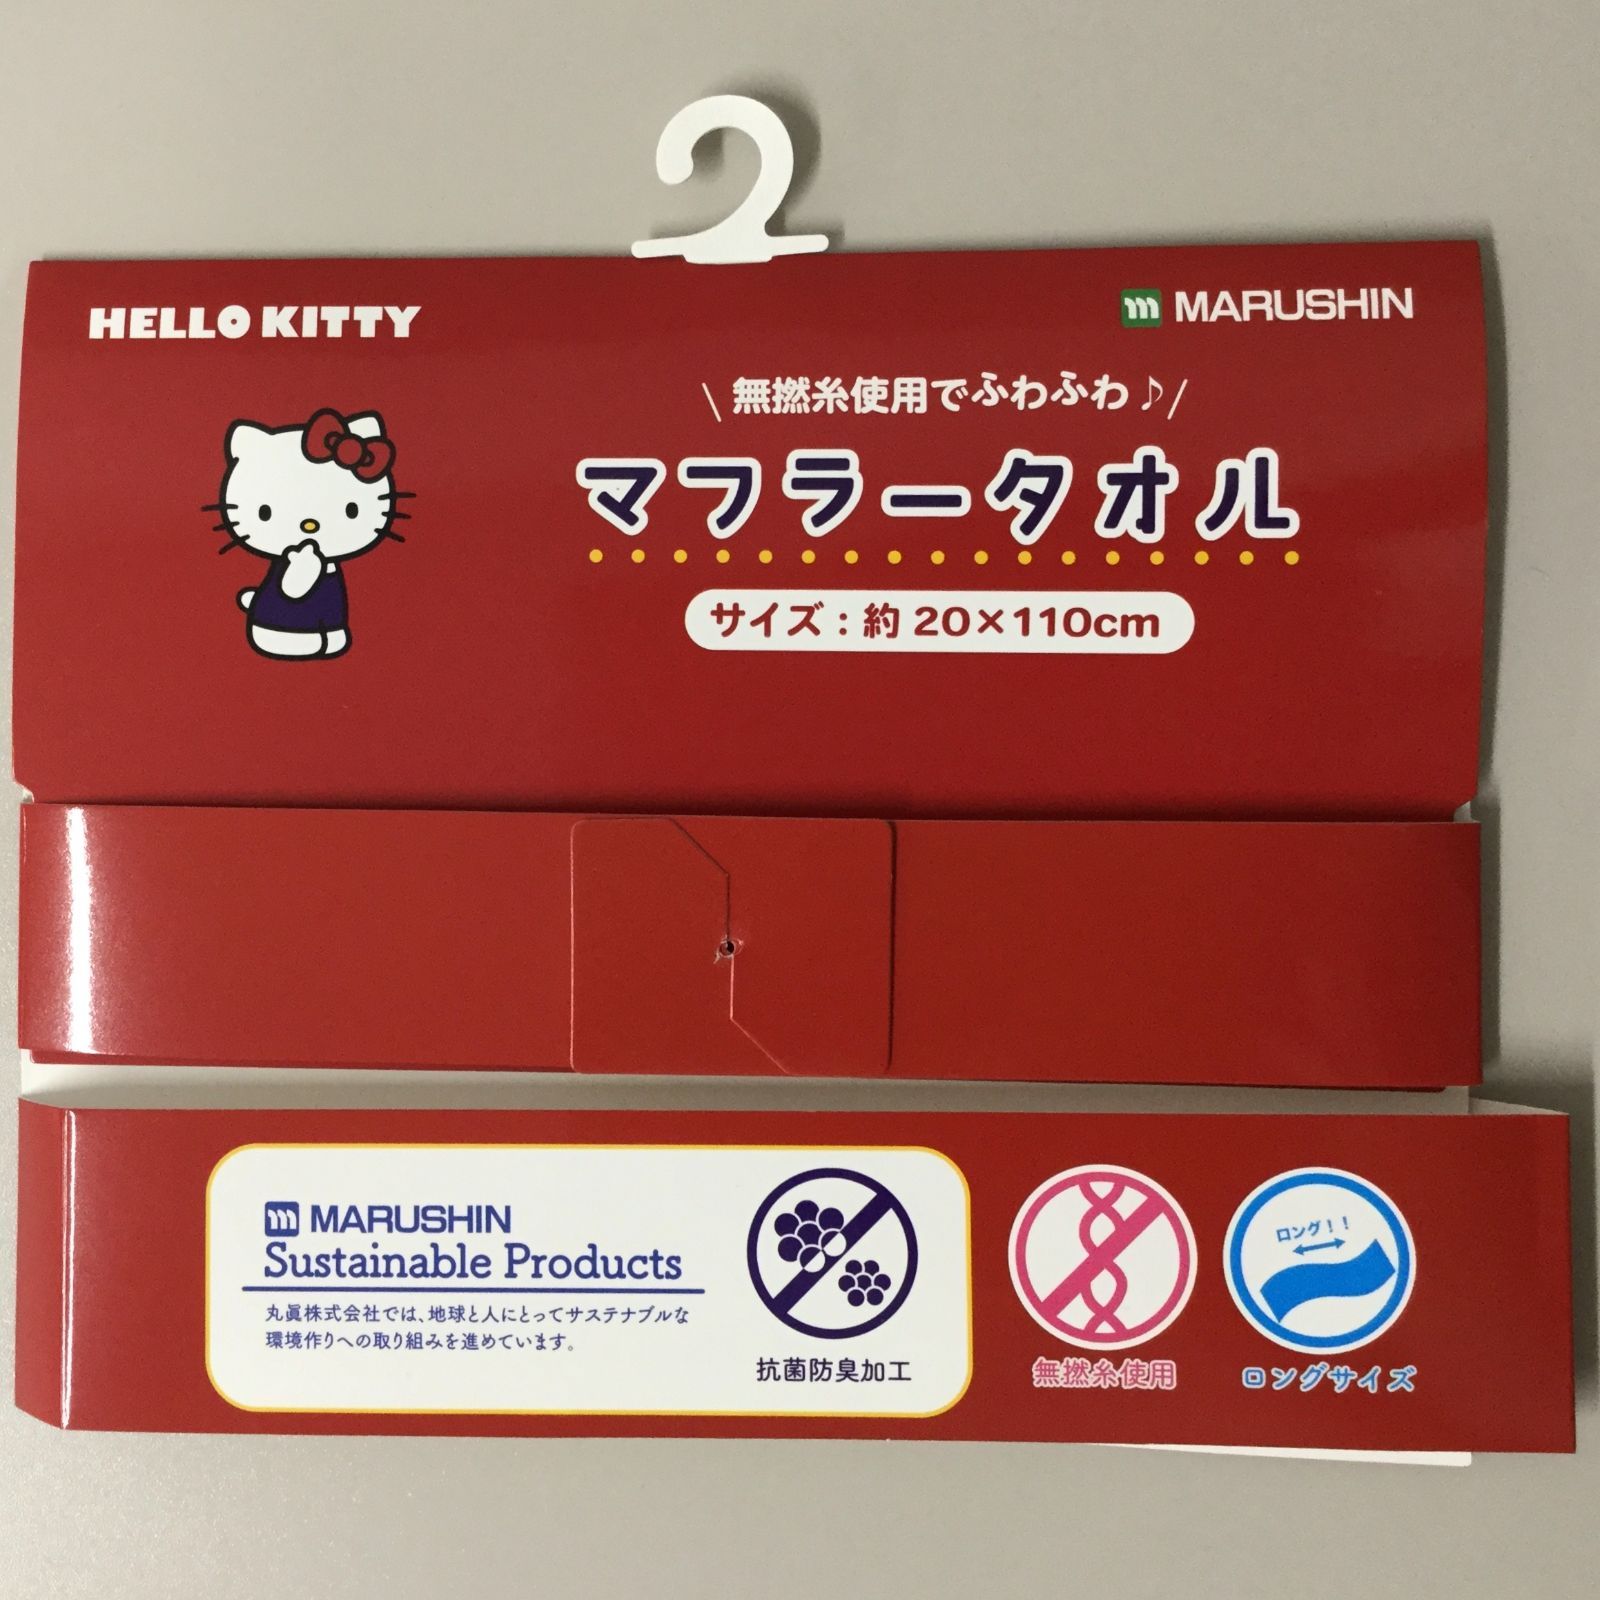 HELLO KITTY
m MARUSHIN
\ 無撚糸使用でふわふわ♪ /
マフラータオル
サイズ：約 20×110cm
m MARUSHIN
Sustainable Products
丸眞株式会社では、地球と人にとってサステナブルな
環境作りへの取り組みを進めています。
抗菌防臭加工
無撚糸使用
ロング！！
ロングサイズ